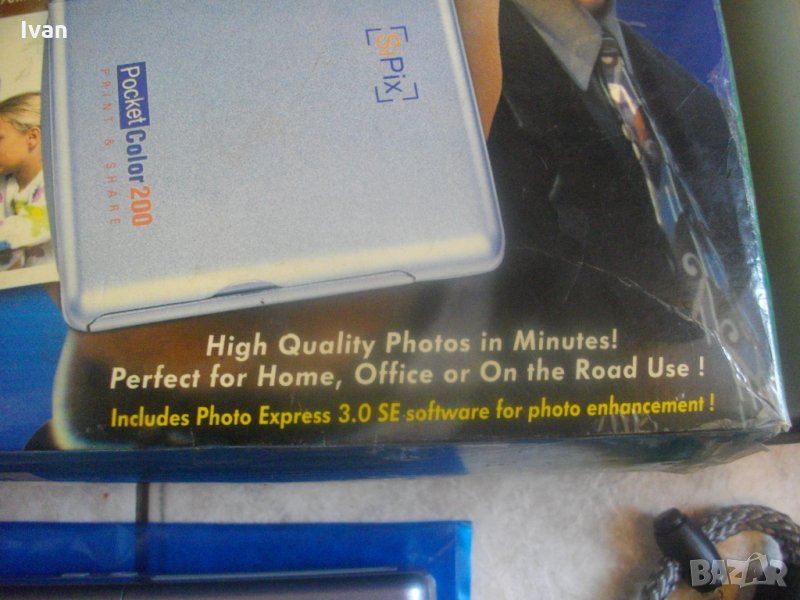 Ivan
SiPix
Pocket Color 200
PRINT & SHARE
High Quality Photos in Minutes!
Perfect for Home, Office or On the Road Use !
Includes Photo Express 3.0 SE software for photo enhancement !
BAZAR